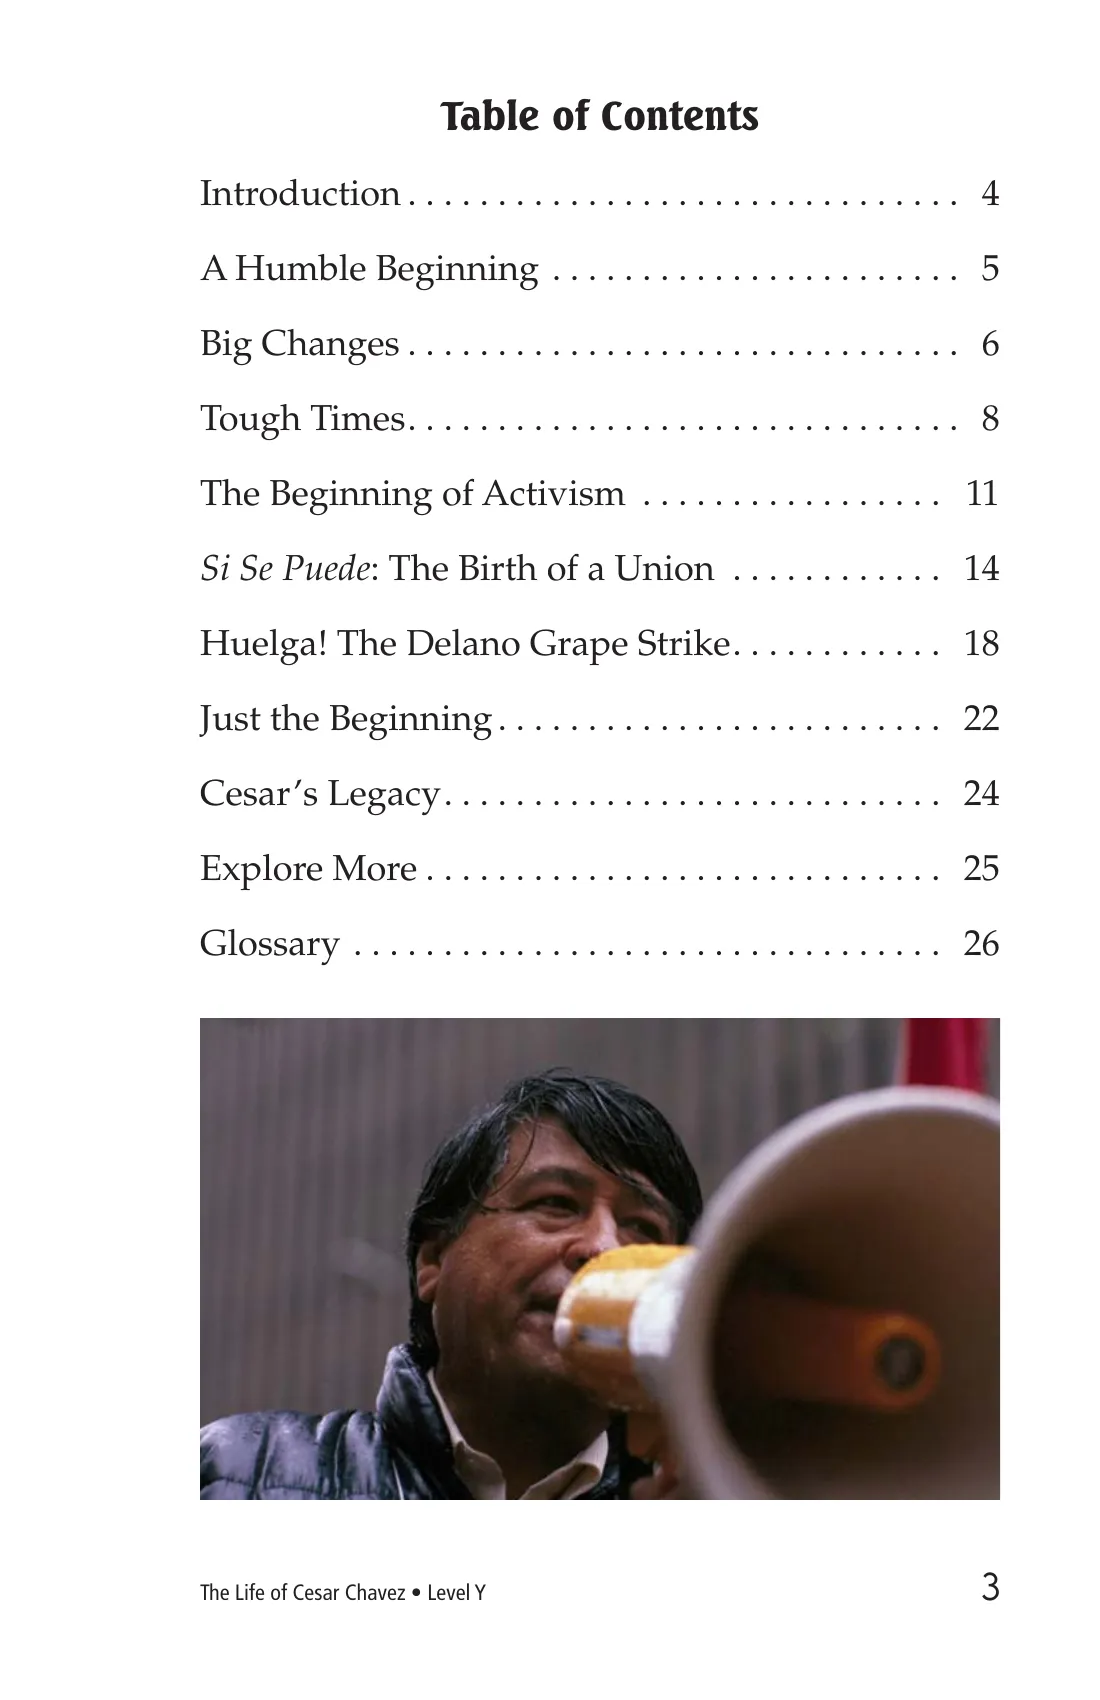 Table of Contents
Introduction . . . . . . . . . . . . . . . . . . . . . . . . . . . . . . . 4
A Humble Beginning . . . . . . . . . . . . . . . . . . . . . . . 5
Big Changes . . . . . . . . . . . . . . . . . . . . . . . . . . . . . . . 6
Tough Times. . . . . . . . . . . . . . . . . . . . . . . . . . . . . . . 8
The Beginning of Activism . . . . . . . . . . . . . . . . . 11
Si Se Puede: The Birth of a Union . . . . . . . . . . . . 14
Huelga! The Delano Grape Strike. . . . . . . . . . . . 18
Just the Beginning . . . . . . . . . . . . . . . . . . . . . . . . . 22
Cesar’s Legacy. . . . . . . . . . . . . . . . . . . . . . . . . . . . 24
Explore More . . . . . . . . . . . . . . . . . . . . . . . . . . . . . 25
Glossary . . . . . . . . . . . . . . . . . . . . . . . . . . . . . . . . . 26
The Life of Cesar Chavez • Level Y 3